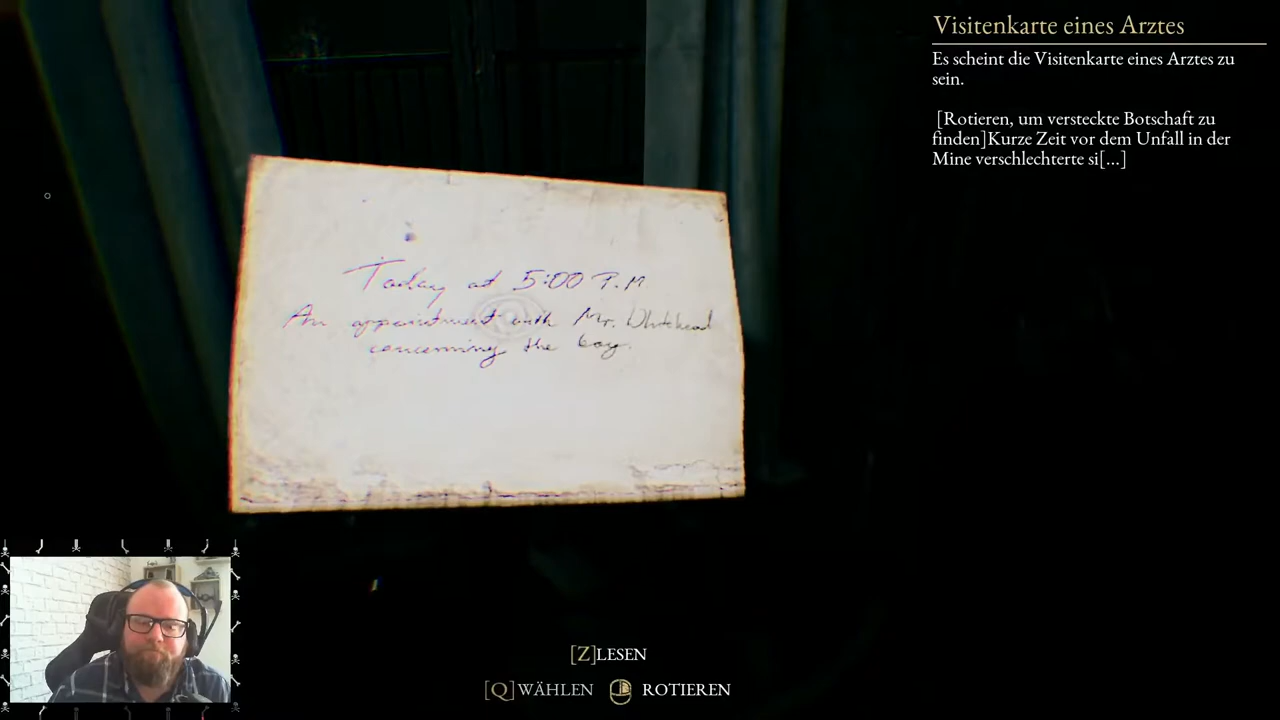 Visitenkarte eines Arztes
Es scheint die Visitenkarte eines Arztes zu
sein.
[Rotieren, um versteckte Botschaft zu
finden]Kurze Zeit vor dem Unfall in der
Mine verschlechterte si[...]
Today at 5:00 P.M.
An appointment with Mr. Whitehead
concerning the boy.
[Z]LESEN
[Q]WÄHLEN ROTIEREN